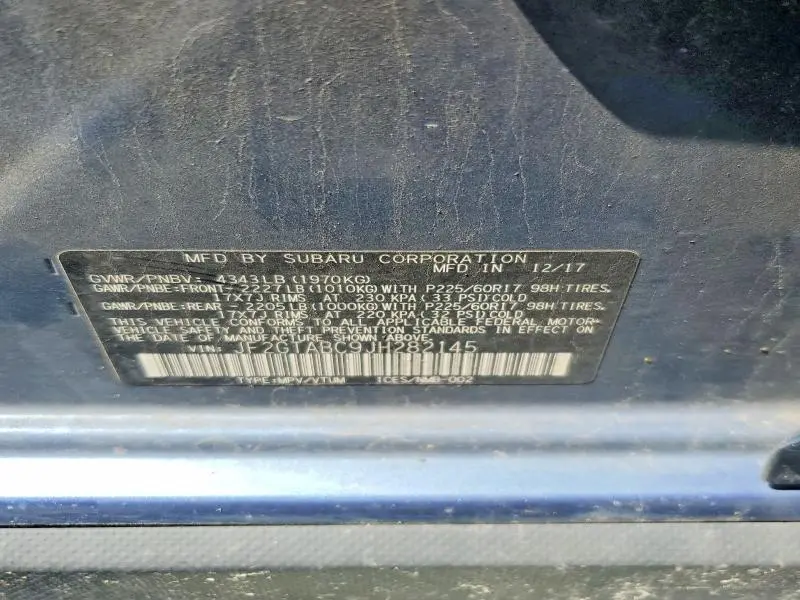 MFD BY SUBARU CORPORATION MFD IN 12/17
GVWR/PNBV: 4343LB(1970KG)
GAWR/PNBE:FRONT-2227LB(1010KG)WITH P225/60R17 98H TIRES,
17X7J RIMS AT 230 KPA(33 PSI)COLD
GAWR/PNBE:REAR-2205LB(1000KG)WITH P225/60R17 98H TIRES,
17X7J RIMS AT 220 KPA(32 PSI)COLD
THIS VEHICLE CONFORMS TO ALL APPLICABLE FEDERAL MOTOR-
VEHICLE SAFETY AND THEFT PREVENTION STANDARDS IN EFFECT ON
THE DATE OF MANUFACTURE SHOWN ABOVE.
VIN: JF2GTABC9JH282145
TYPE:MPV/VTUM ICES/NMB-002